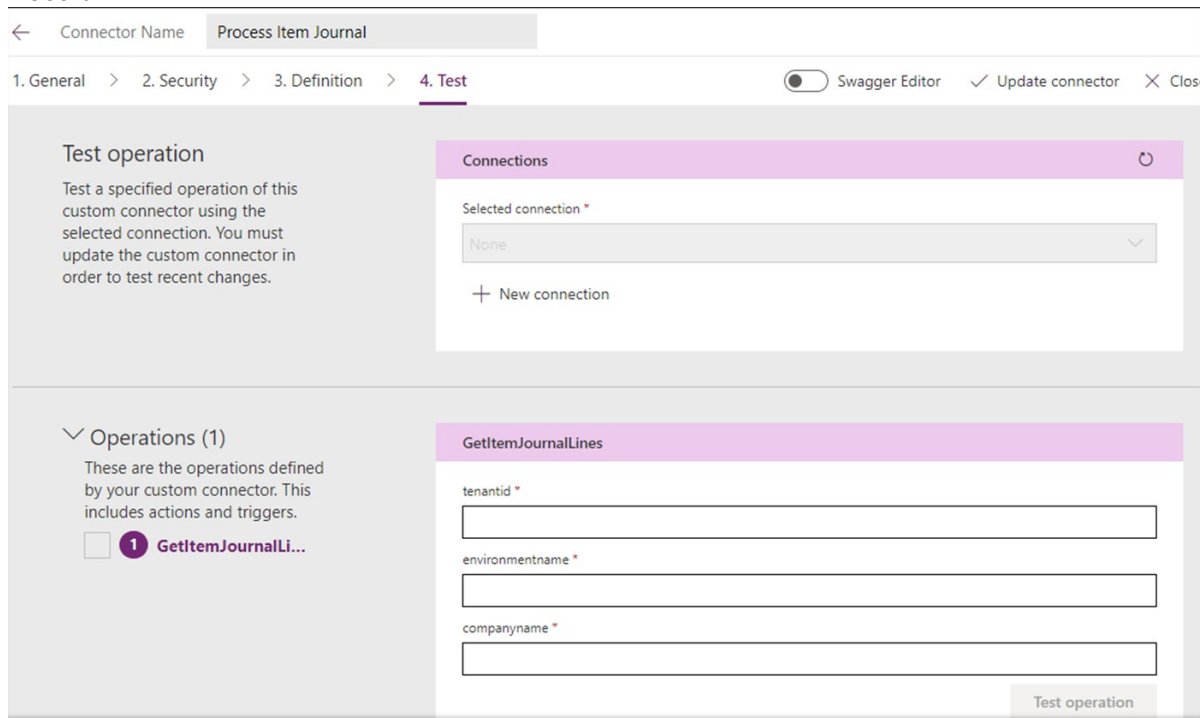 Connector Name Process Item Journal
1. General > 2. Security > 3. Definition > 4. Test Swagger Editor Update connector Clos
Test operation
Test a specified operation of this
custom connector using the
selected connection. You must
update the custom connector in
order to test recent changes.
Connections
Selected connection *
None
+ New connection
Operations (1)
These are the operations defined
by your custom connector. This
includes actions and triggers.
1 GetItemJournalLi...
GetItemJournalLines
tenantid *
environmentname *
companyname *
Test operation